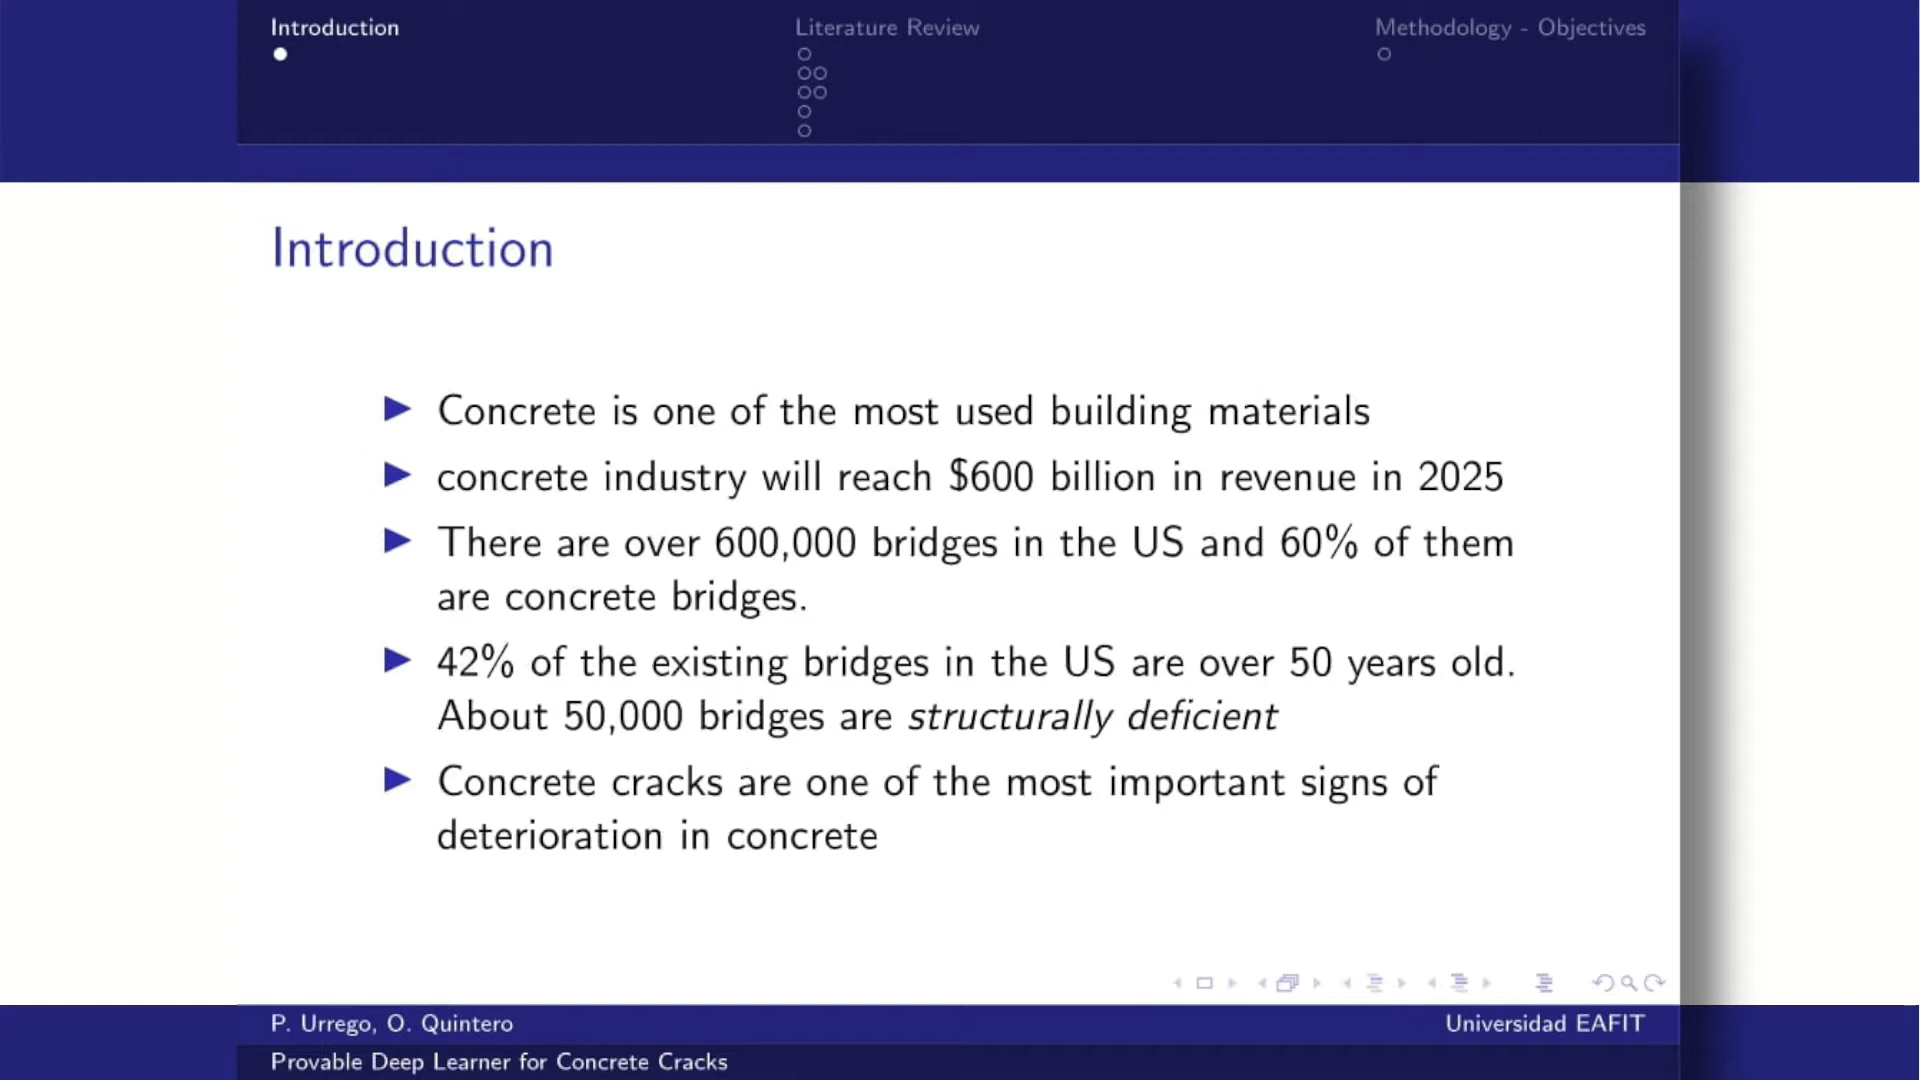 Introduction
Literature Review
Methodology - Objectives
Introduction
Concrete is one of the most used building materials
concrete industry will reach $600 billion in revenue in 2025
There are over 600,000 bridges in the US and 60% of them
are concrete bridges.
42% of the existing bridges in the US are over 50 years old.
About 50,000 bridges are structurally deficient
Concrete cracks are one of the most important signs of
deterioration in concrete
P. Urrego, O. Quintero
Universidad EAFIT
Provable Deep Learner for Concrete Cracks